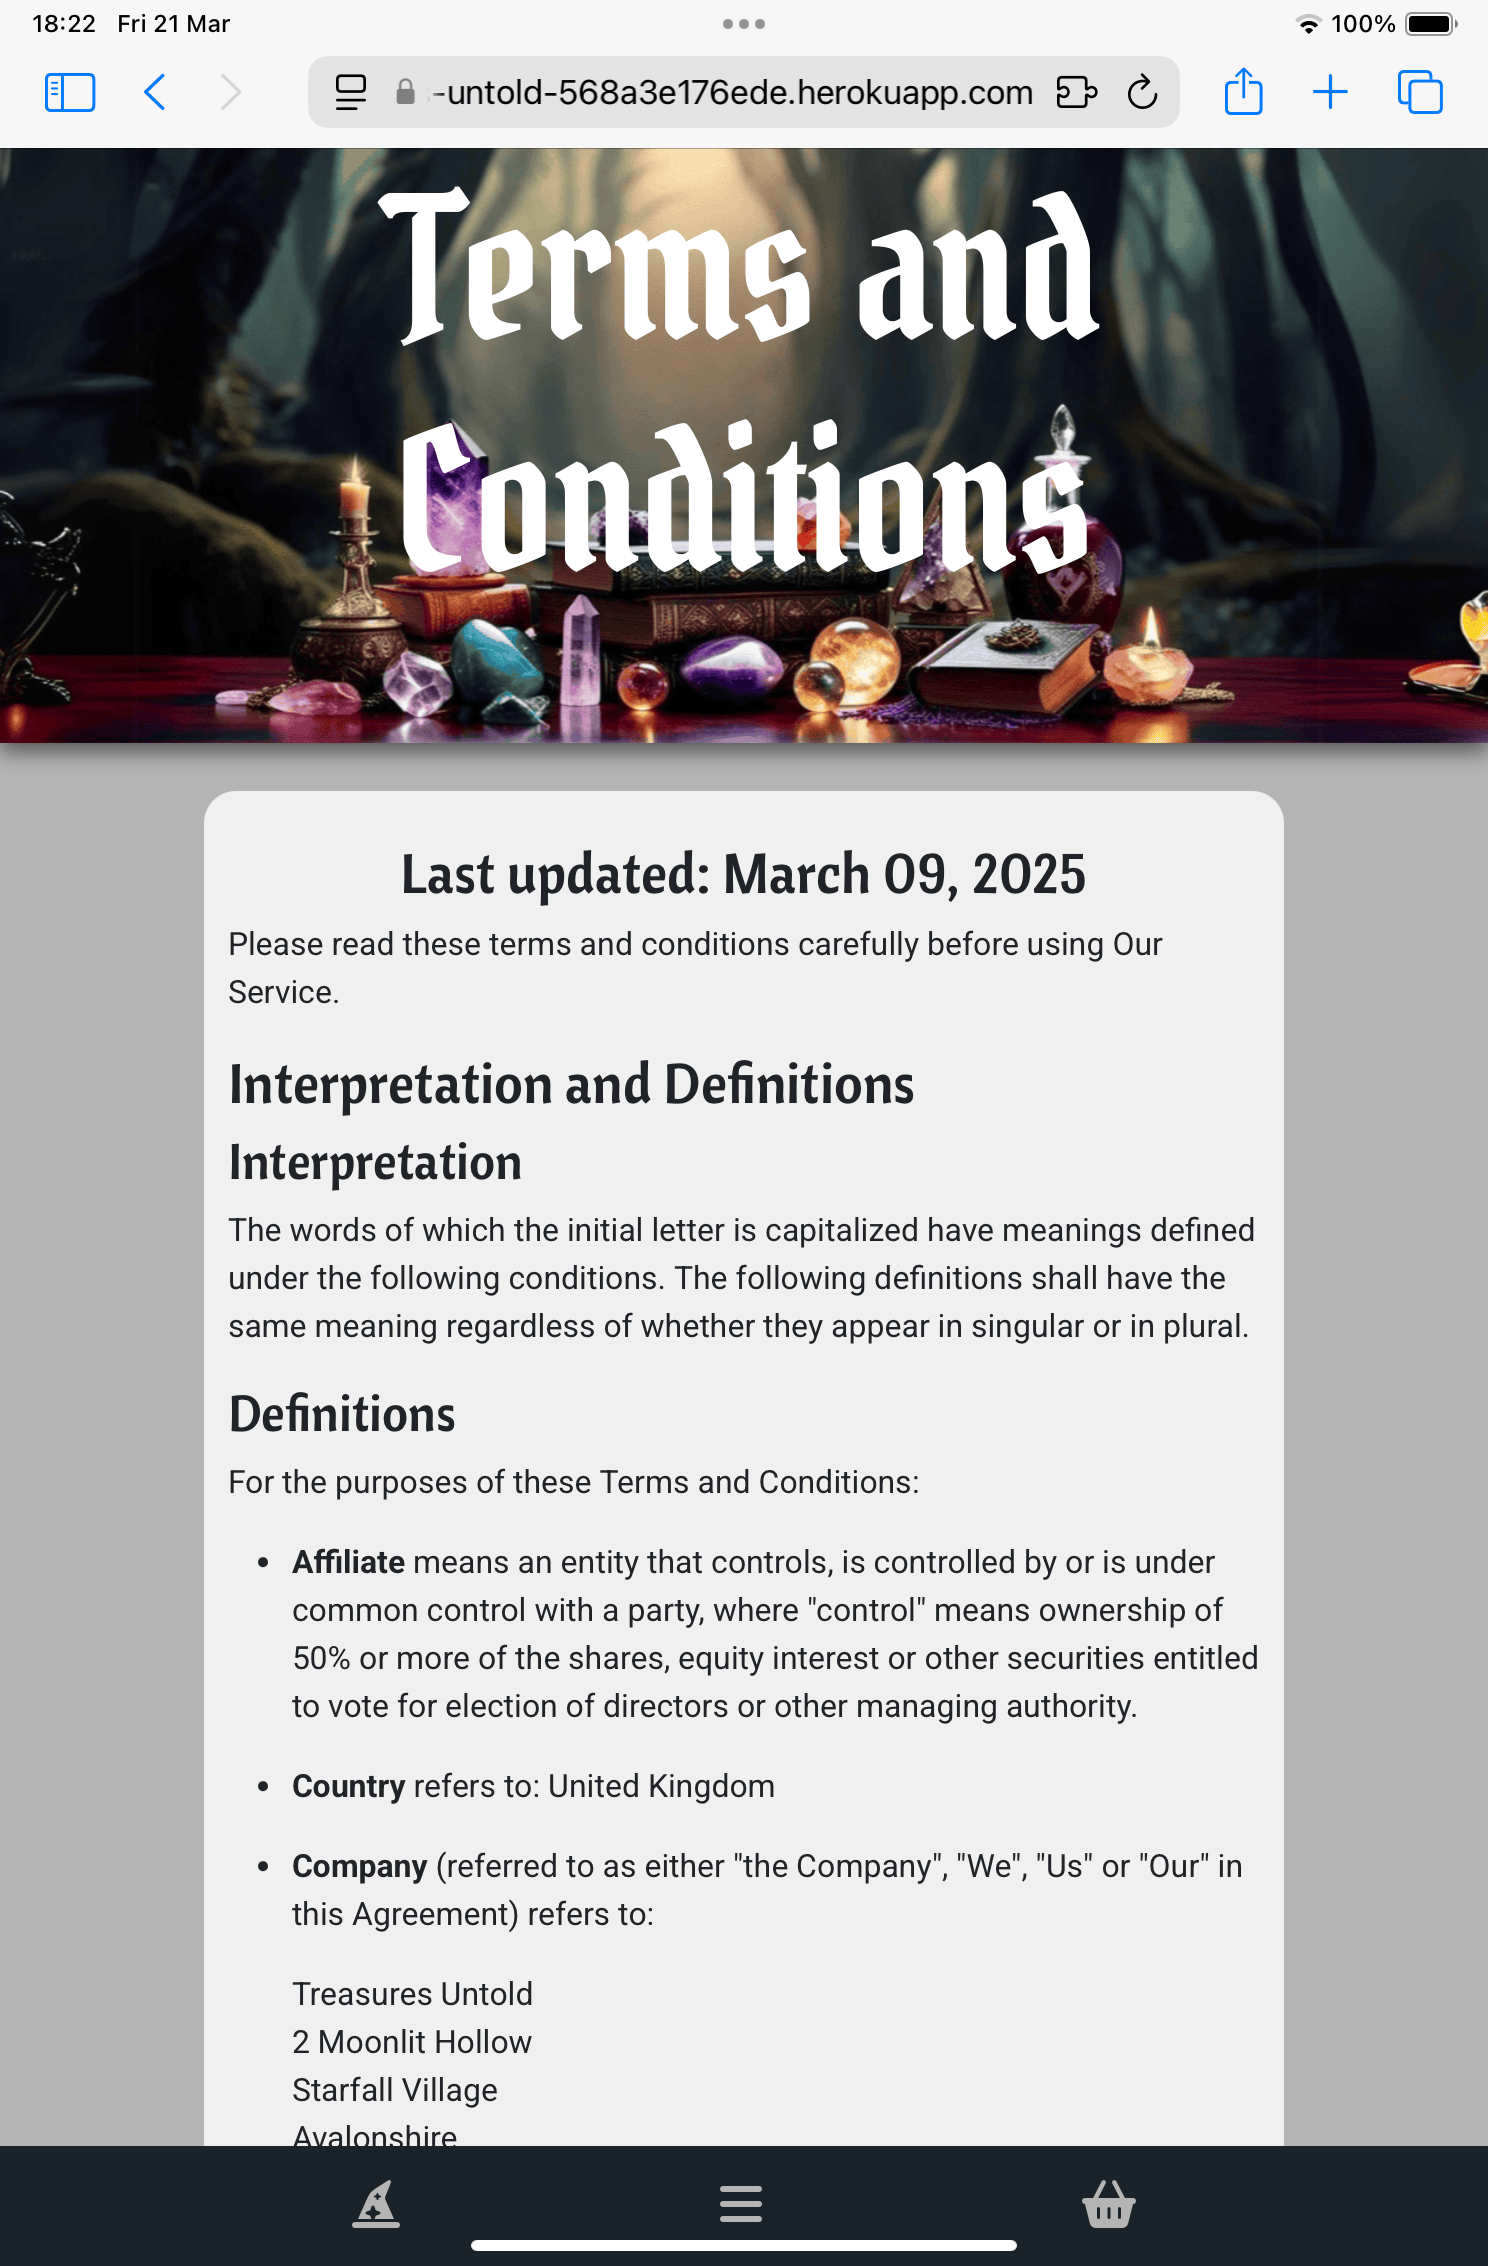 18:22 Fri 21 Mar
100%
-untold-568a3e176ede.herokuapp.com
Terms and
Conditions
Last updated: March 09, 2025
Please read these terms and conditions carefully before using Our
Service.
Interpretation and Definitions
Interpretation
The words of which the initial letter is capitalized have meanings defined
under the following conditions. The following definitions shall have the
same meaning regardless of whether they appear in singular or in plural.
Definitions
For the purposes of these Terms and Conditions:
• Affiliate means an entity that controls, is controlled by or is under
common control with a party, where "control" means ownership of
50% or more of the shares, equity interest or other securities entitled
to vote for election of directors or other managing authority.
• Country refers to: United Kingdom
• Company (referred to as either "the Company", "We", "Us" or "Our" in
this Agreement) refers to:
Treasures Untold
2 Moonlit Hollow
Starfall Village
Avalonshire